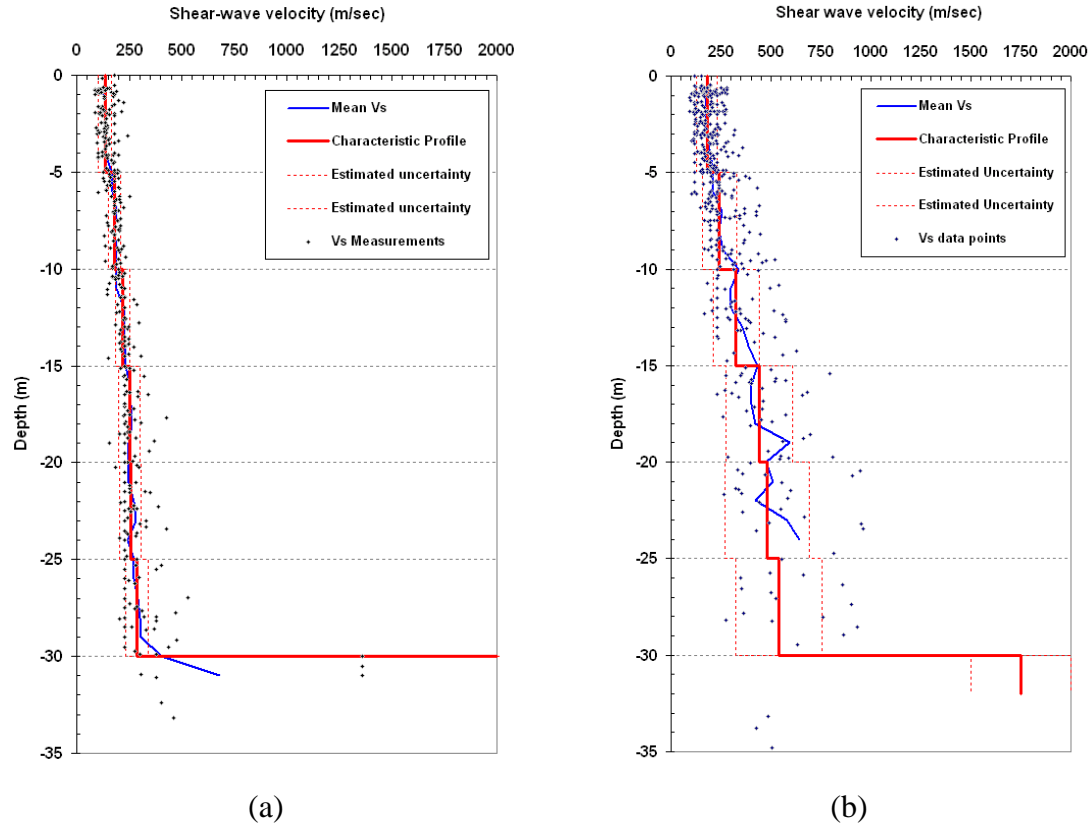 Shear-wave velocity (m/sec)
0 250 500 750 1000 1250 1500 1750 2000
0
-5
-10
-15
-20
-25
-30
-35
Depth (m)
Mean Vs
Characteristic Profile
Estimated uncertainty
Estimated uncertainty
Vs Measurements
(a)
Shear wave velocity (m/sec)
0 250 500 750 1000 1250 1500 1750 2000
0
-5
-10
-15
-20
-25
-30
-35
Depth (m)
Mean Vs
Characteristic Profile
Estimated Uncertainty
Estimated Uncertainty
Vs data points
(b)